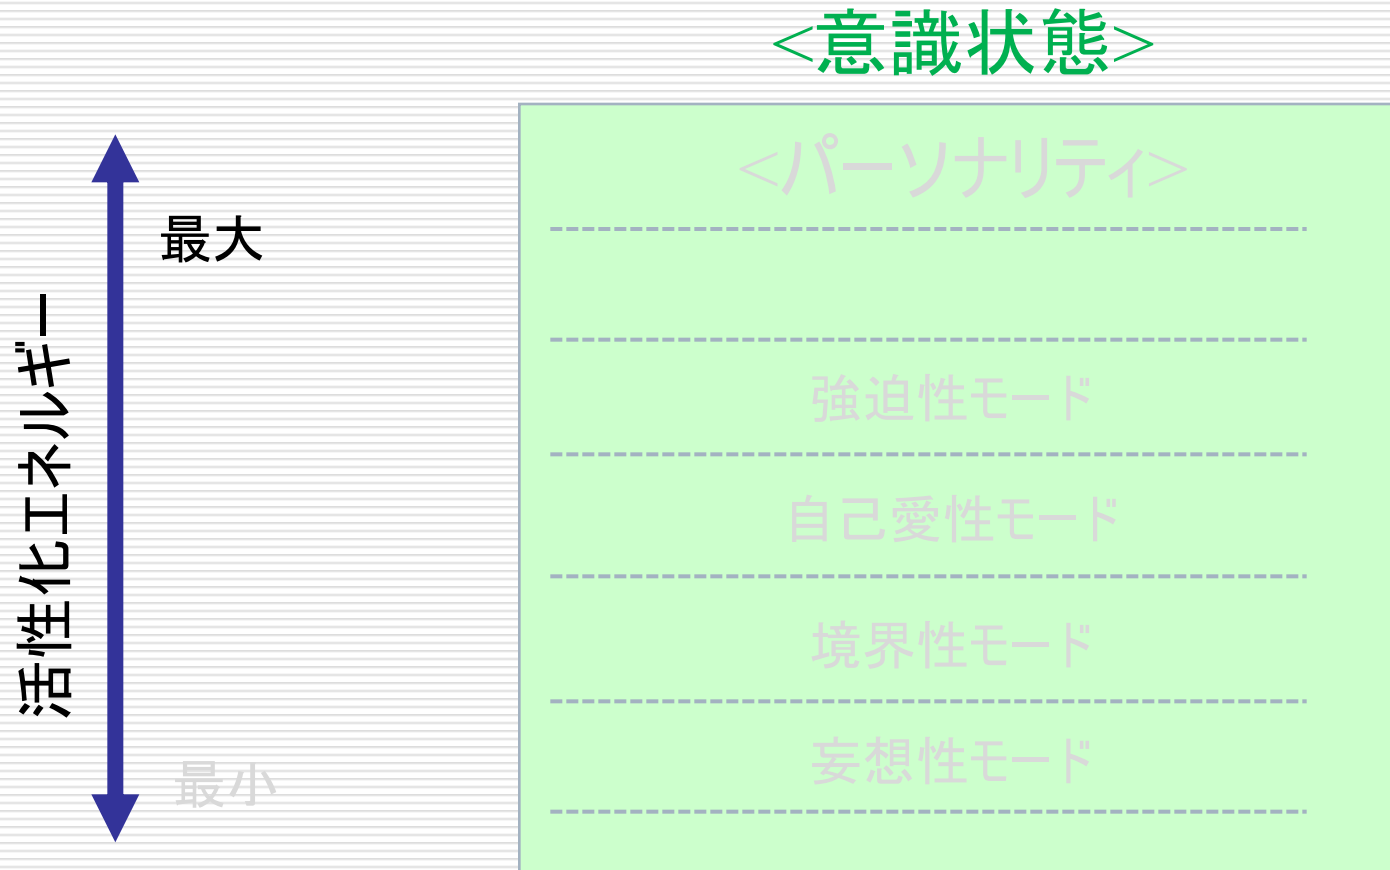 <意識状態>
<パーソナリティ>
最大
活性化エネルギー
強迫性モード
自己愛性モード
境界性モード
妄想性モード
最小